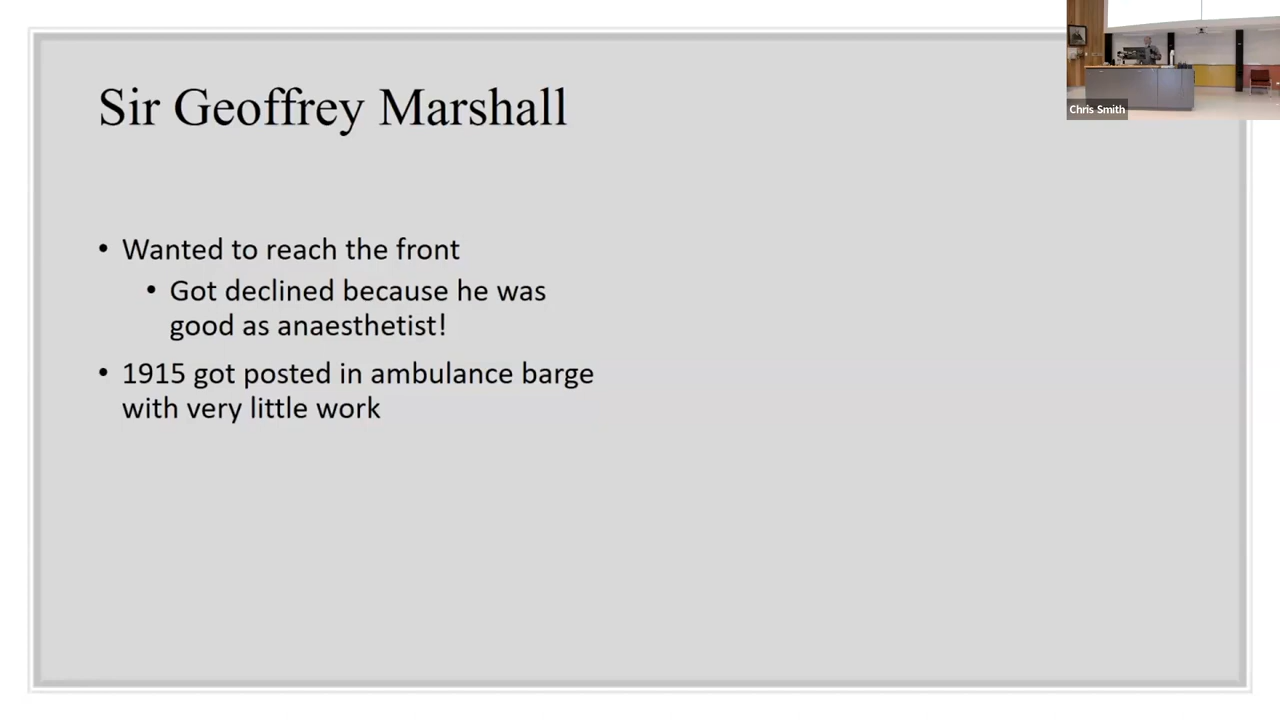 Sir Geoffrey Marshall
Chris Smith
• Wanted to reach the front
• Got declined because he was
good as anaesthetist!
• 1915 got posted in ambulance barge
with very little work